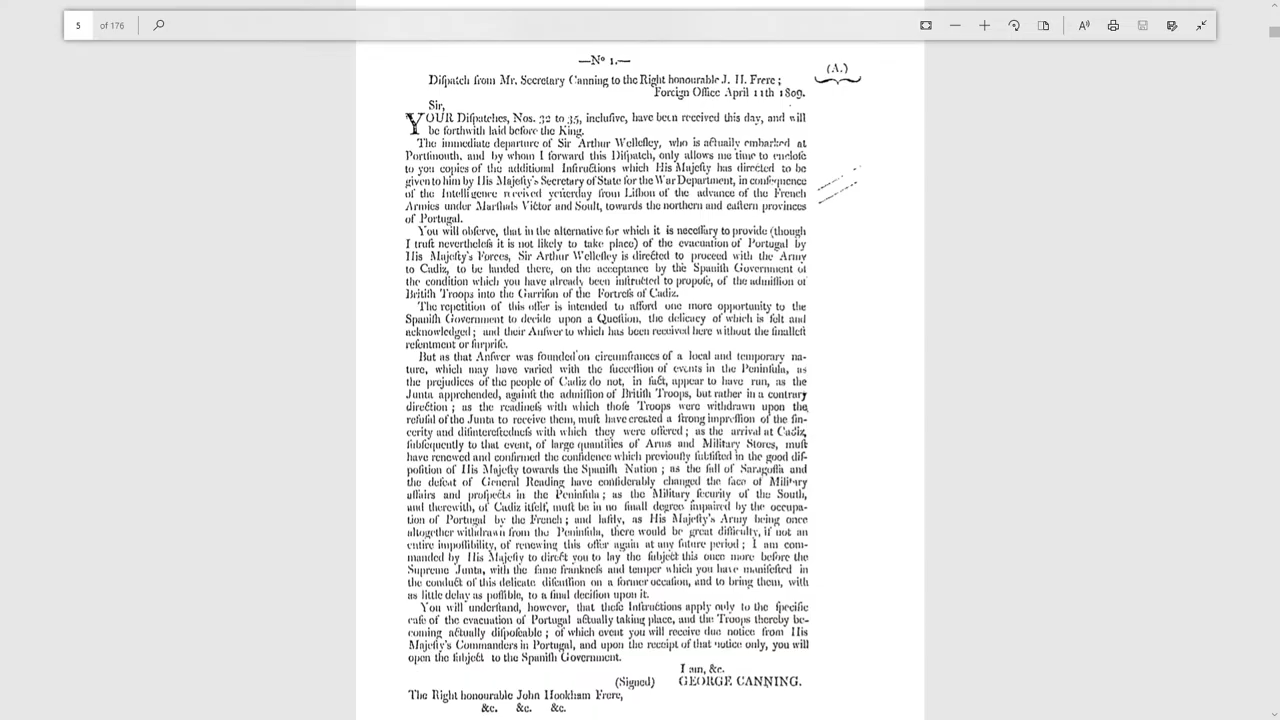 5 of 176
—Nº 1.—
(A.)
Diſpatch from Mr. Secretary Canning to the Right honourable J. H. Frere;
Foreign Office April 11th 1809.
Sir,
YOUR Diſpatches, Nos. 32 to 35, incluſive, have been received this day, and will
be forthwith laid before the King.
The immediate departure of Sir Arthur Welleſley, who is actually embarked at
Portſmouth, and by whom I forward this Diſpatch, only allows me time to encloſe
to you copies of the additional Inſtructions which His Majeſty has directed to be
given to him by His Majeſty's Secretary of State for the War Department, in conſequence
of the Intelligence received yeſterday from Liſbon of the advance of the French
Armies under Marſhals Victor and Soult, towards the northern and eaſtern provinces
of Portugal.
You will obſerve, that in the alternative for which it is neceſſary to provide (though
I truſt nevertheleſs it is not likely to take place) of the evacuation of Portugal by
His Majeſty's Forces, Sir Arthur Welleſley is directed to proceed with the Army
to Cadiz, to be landed there, on the acceptance by the Spaniſh Government of
the condition which you have already been inſtructed to propoſe, of the admiſſion of
Britiſh Troops into the Garriſon of the Fortreſs of Cadiz.
The repetition of this offer is intended to afford one more opportunity to the
Spaniſh Government to decide upon a Queſtion, the delicacy of which is felt and
acknowledged; and their Anſwer to which has been received here without the ſmalleſt
reſentment or ſurpriſe.
But as that Anſwer was founded on circumſtances of a local and temporary na-
ture, which may have varied with the ſucceſſion of events in the Peninſula, as
the prejudices of the people of Cadiz do not, in fact, appear to have run, as the
Junta apprehended, againſt the admiſſion of Britiſh Troops, but rather in a contrary
direction; as the readineſs with which thoſe Troops were withdrawn upon the
refuſal of the Junta to receive them, muſt have created a ſtrong impreſſion of the ſin-
cerity and diſintereſtedneſs with which they were offered; as the arrival at Cadiz,
ſubſequently to that event, of large quantities of Arms and Military Stores, muſt
have renewed and confirmed the confidence which previouſly ſubſiſted in the good diſ-
poſition of His Majeſty towards the Spaniſh Nation; as the fall of Saragoſſa and
the defeat of General Reading have conſiderably changed the face of Military
affairs and proſpects in the Peninſula; as the Military ſecurity of the South,
and therewith, of Cadiz itſelf, muſt be in no ſmall degree impaired by the occupa-
tion of Portugal by the French; and laſtly, as His Majeſty's Army being once
altogether withdrawn from the Peninſula, there would be great difficulty, if not an
entire impoſſibility, of renewing this offer again at any future period; I am com-
manded by His Majeſty to direct you to lay the ſubject this once more before the
Supreme Junta, with the ſame frankneſs and temper which you have manifeſted in
the conduct of this delicate diſcuſſion on a former occaſion, and to bring them, with
as little delay as poſſible, to a final deciſion upon it.
You will underſtand, however, that theſe Inſtructions apply only to the ſpecific
caſe of the evacuation of Portugal actually taking place, and the Troops thereby be-
coming actually diſpoſeable; of which event you will receive due notice from His
Majeſty's Commanders in Portugal, and upon the receipt of that notice only, you will
open the ſubject to the Spaniſh Government.
I am, &c.
(Signed) GEORGE CANNING.
The Right honourable John Hookham Frere,
&c. &c. &c.